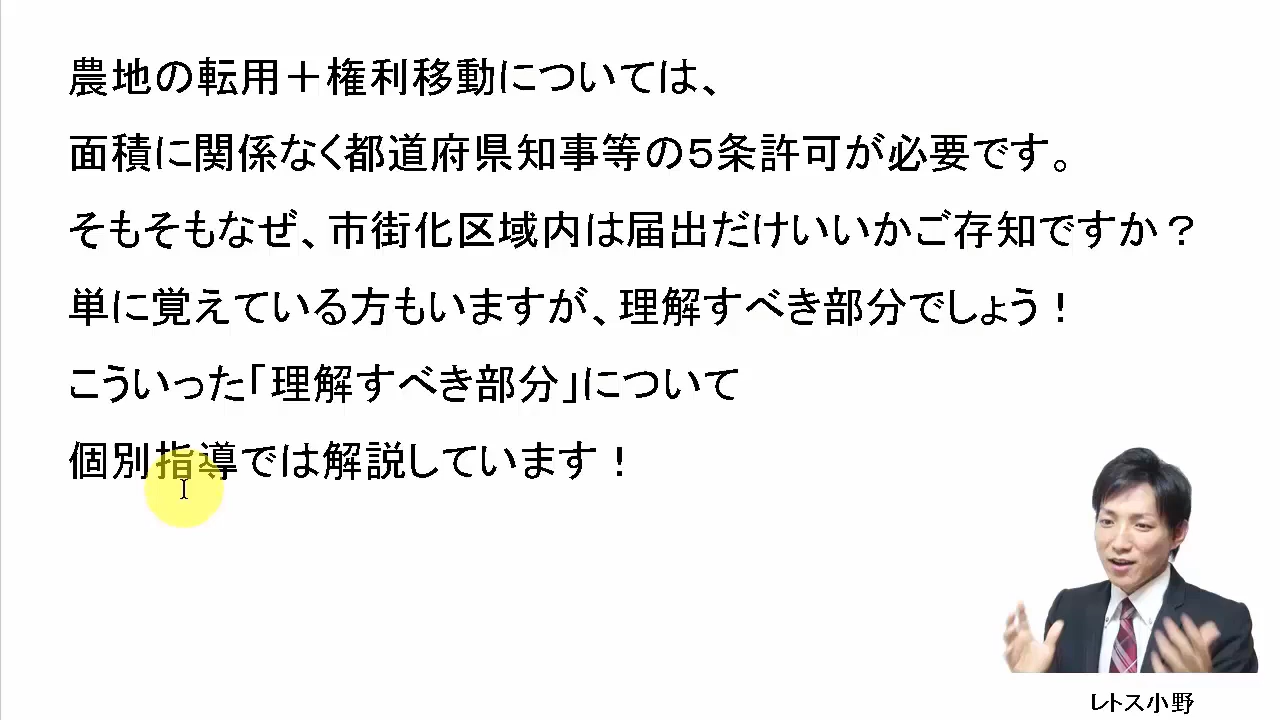 農地の転用＋権利移動については、
面積に関係なく都道府県知事等の５条許可が必要です。
そもそもなぜ、市街化区域内は届出だけいいかご存知ですか？
単に覚えている方もいますが、理解すべき部分でしょう！
こういった「理解すべき部分」について
個別指導では解説しています！
レトス小野